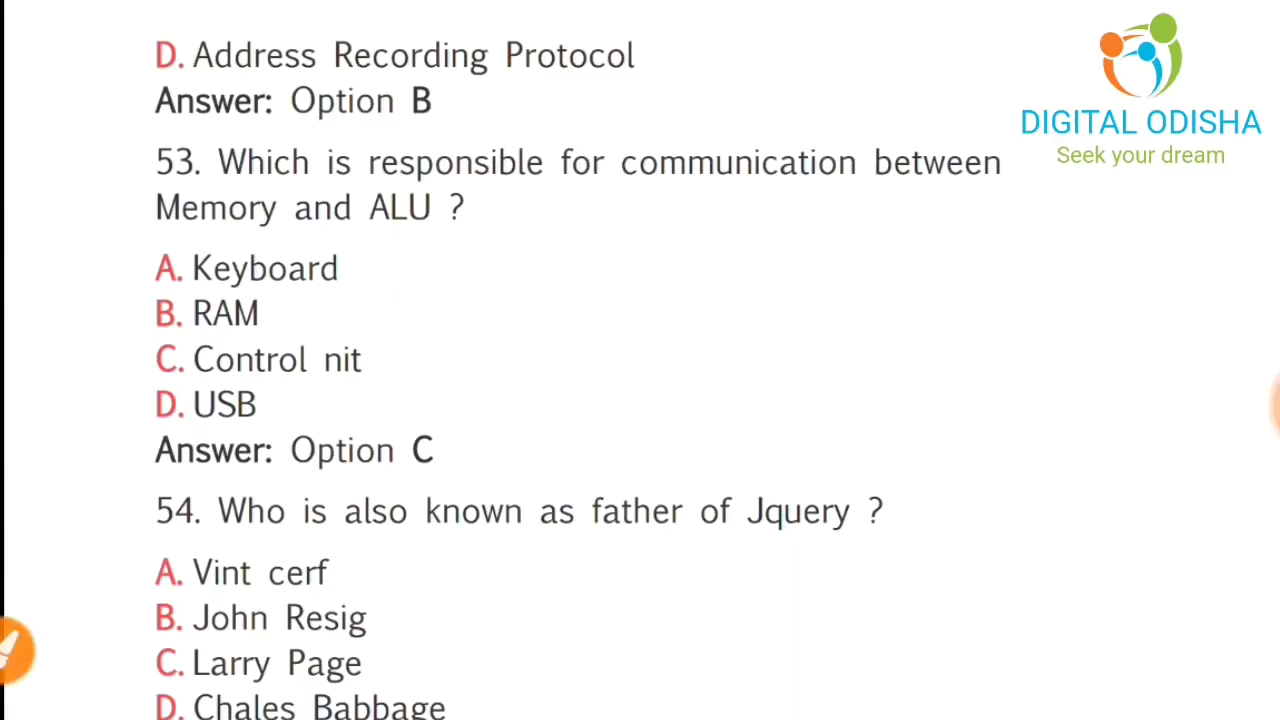 D. Address Recording Protocol
Answer: Option B
DIGITAL ODISHA
Seek your dream
53. Which is responsible for communication between
Memory and ALU ?
A. Keyboard
B. RAM
C. Control nit
D. USB
Answer: Option C
54. Who is also known as father of Jquery ?
A. Vint cerf
B. John Resig
C. Larry Page
D. Chales Babbage